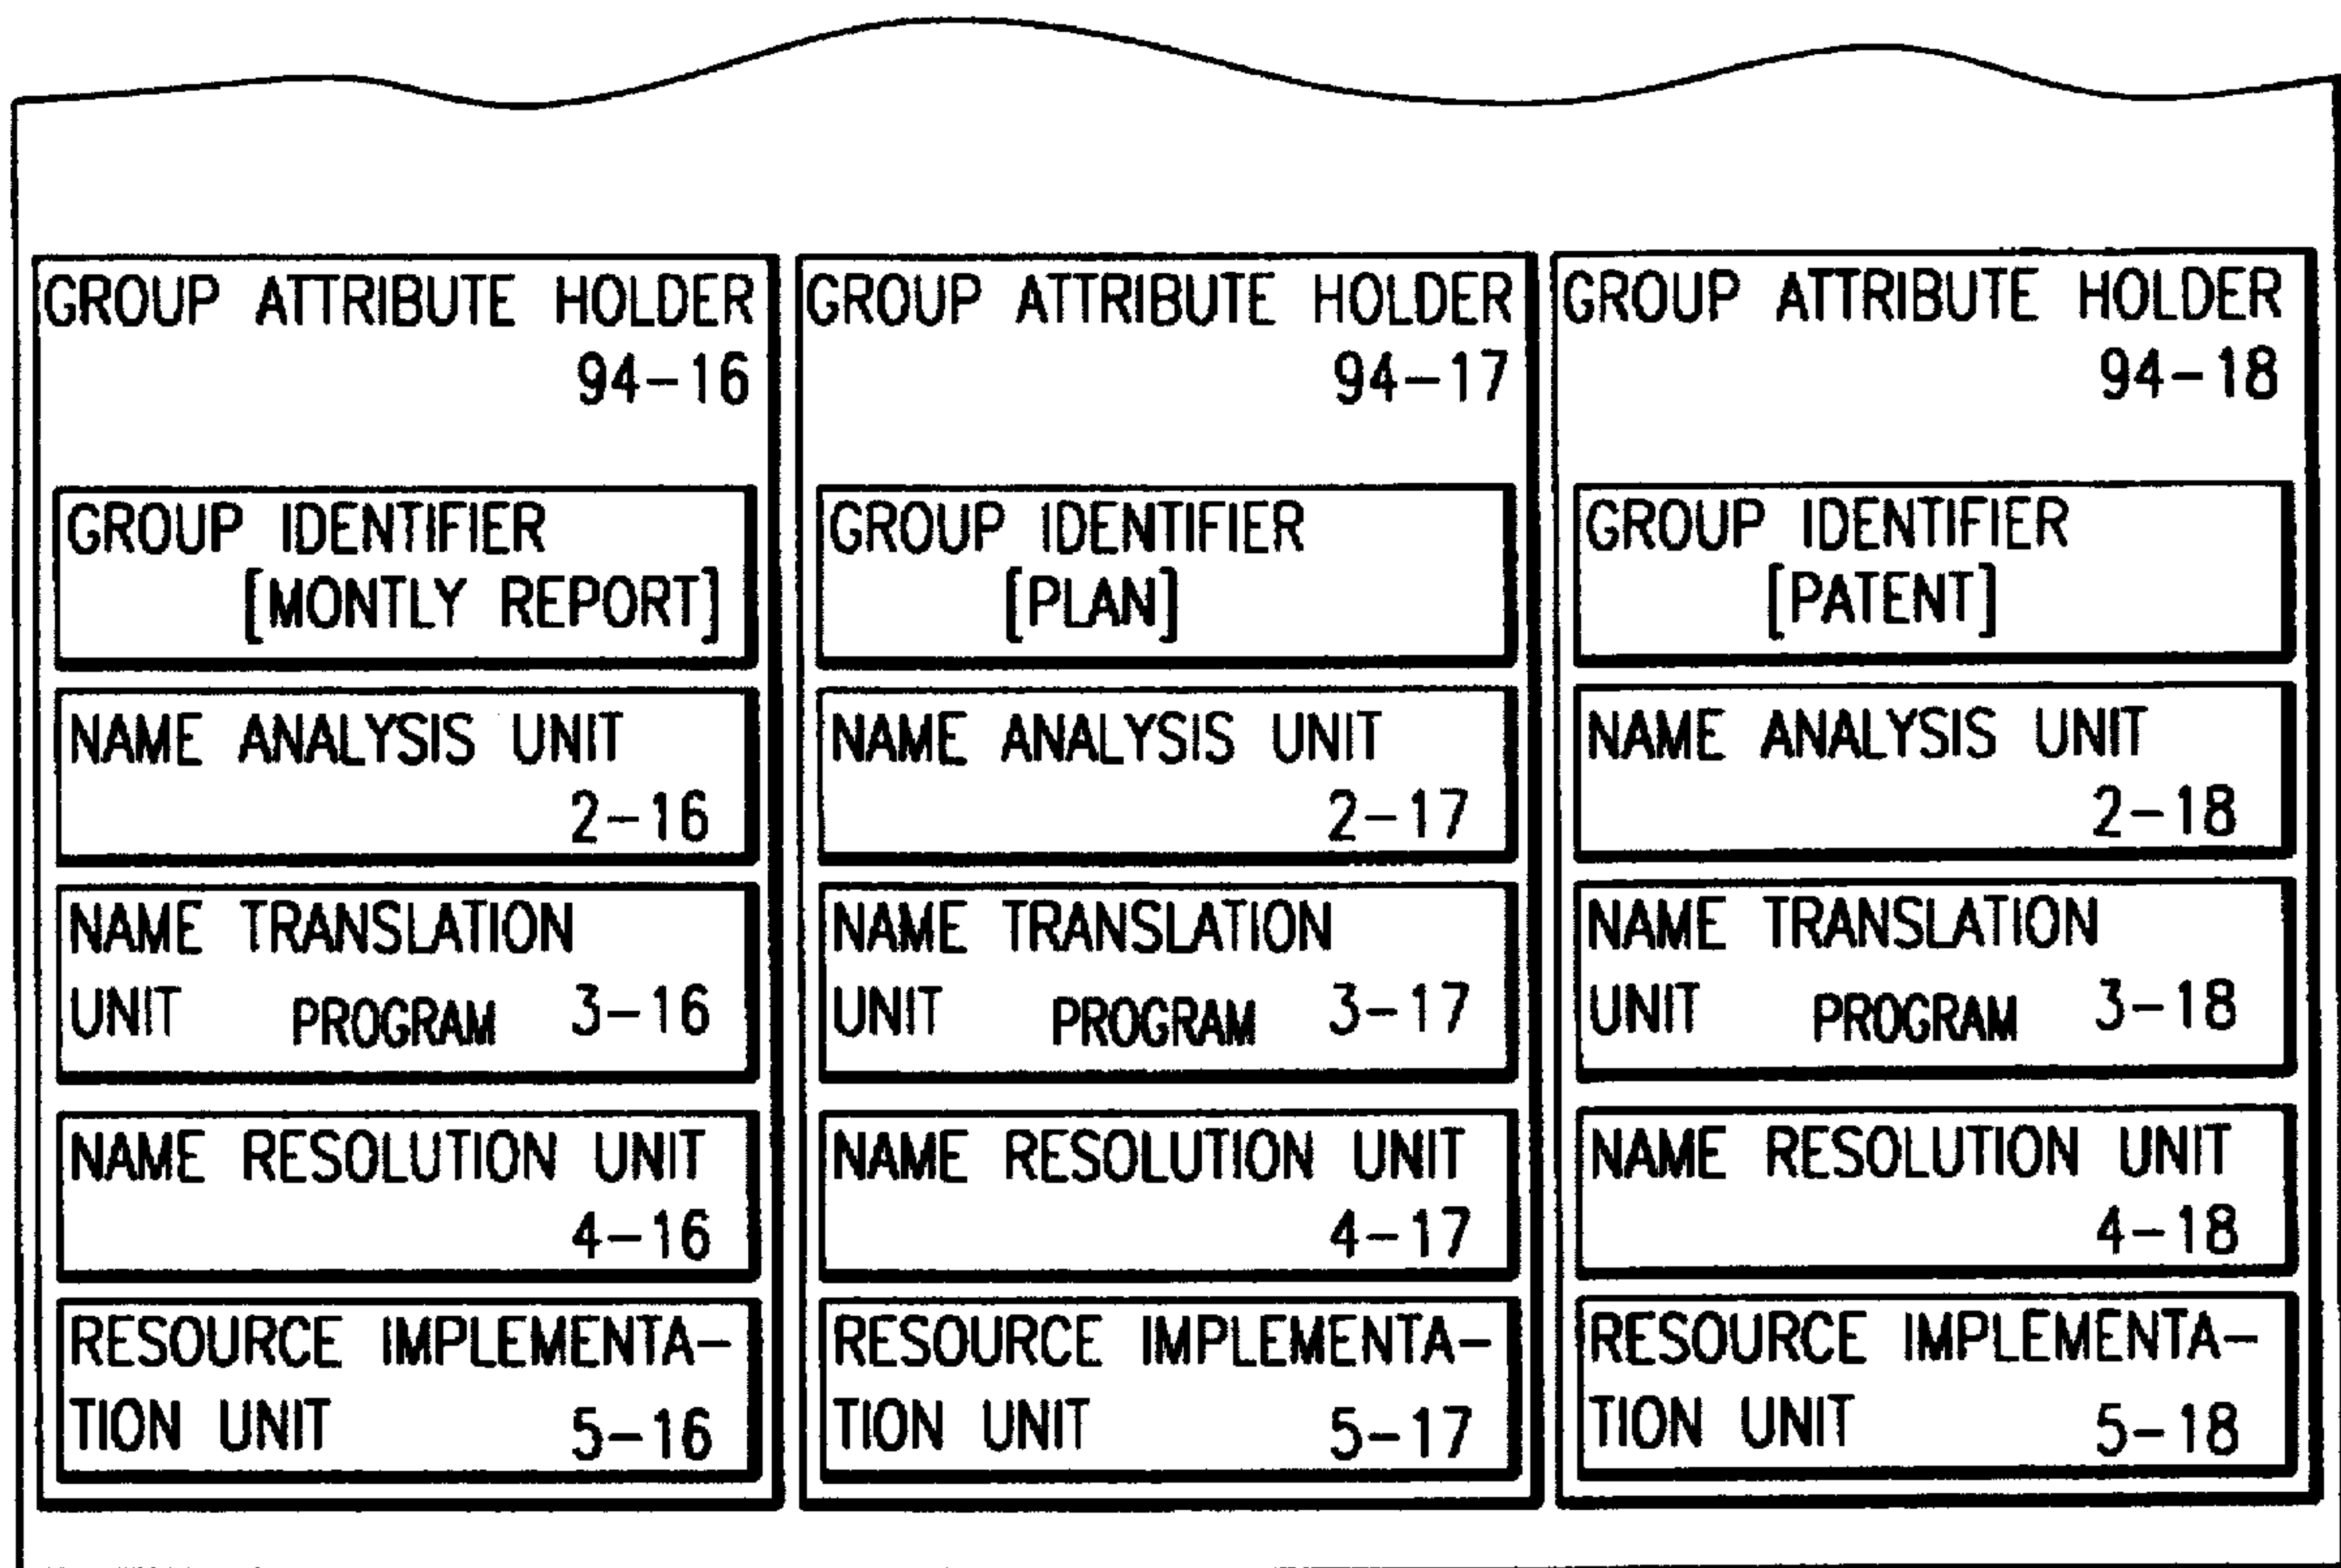 GROUP ATTRIBUTE HOLDER
94-16
GROUP IDENTIFIER
[MONTLY REPORT]
NAME ANALYSIS UNIT
2-16
NAME TRANSLATION
UNIT PROGRAM 3-16
NAME RESOLUTION UNIT
4-16
RESOURCE IMPLEMENTA-
TION UNIT 5-16
GROUP ATTRIBUTE HOLDER
94-17
GROUP IDENTIFIER
[PLAN]
NAME ANALYSIS UNIT
2-17
NAME TRANSLATION
UNIT PROGRAM 3-17
NAME RESOLUTION UNIT
4-17
RESOURCE IMPLEMENTA-
TION UNIT 5-17
GROUP ATTRIBUTE HOLDER
94-18
GROUP IDENTIFIER
[PATENT]
NAME ANALYSIS UNIT
2-18
NAME TRANSLATION
UNIT PROGRAM 3-18
NAME RESOLUTION UNIT
4-18
RESOURCE IMPLEMENTA-
TION UNIT 5-18